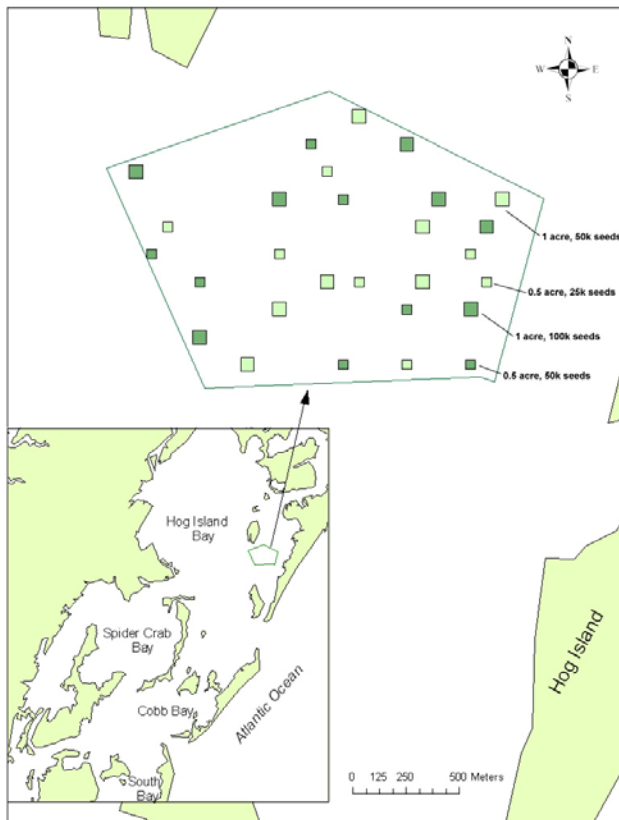 N
W E
S
1 acre, 50k seeds
0.5 acre, 25k seeds
1 acre, 100k seeds
0.5 acre, 50k seeds
Hog Island
Bay
Spider Crab
Bay
Cobb Bay
Atlantic Ocean
South
Bay
Hog Island
0 125 250 500 Meters